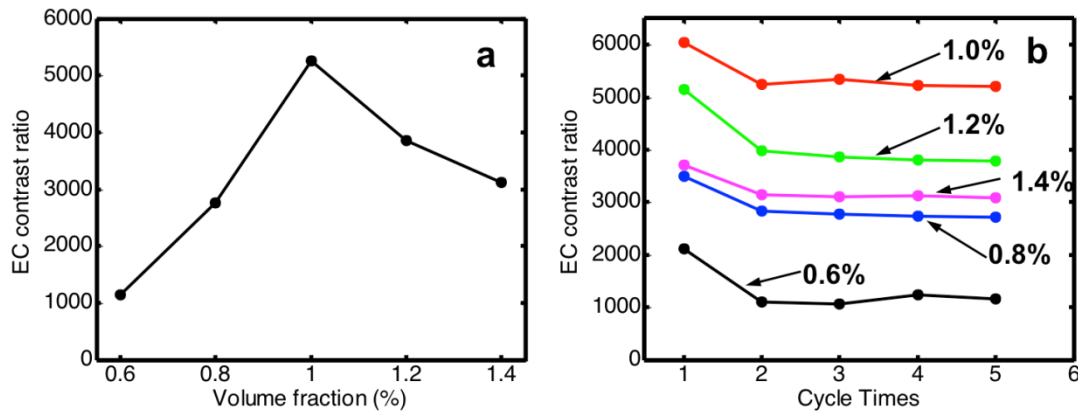 a
6000
5000
4000
3000
2000
1000
0
EC contrast ratio
0.6 0.8 1 1.2 1.4
Volume fraction (%)
b
6000
5000
4000
3000
2000
1000
0
EC contrast ratio
1.0%
1.2%
1.4%
0.8%
0.6%
1 2 3 4 5 6
Cycle Times